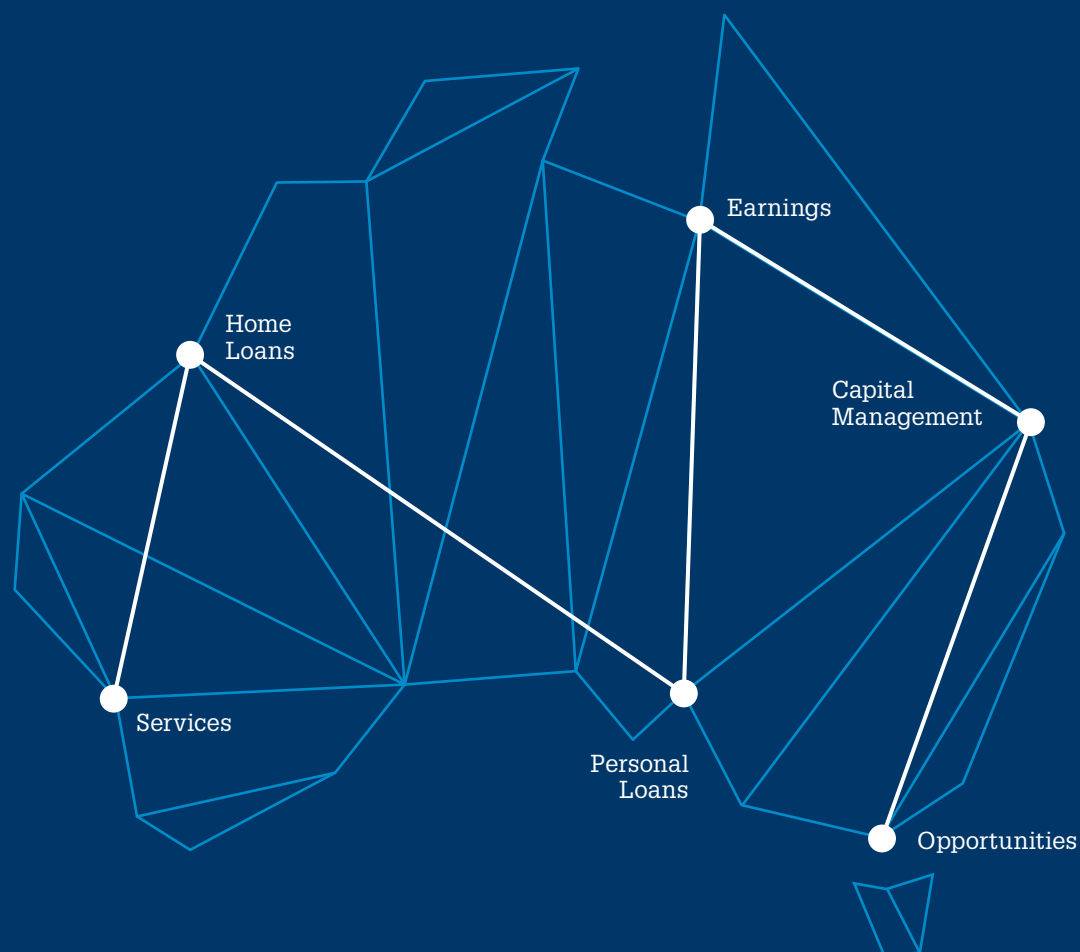 Earnings
Home
Loans
Capital
Management
Services
Personal
Loans
Opportunities